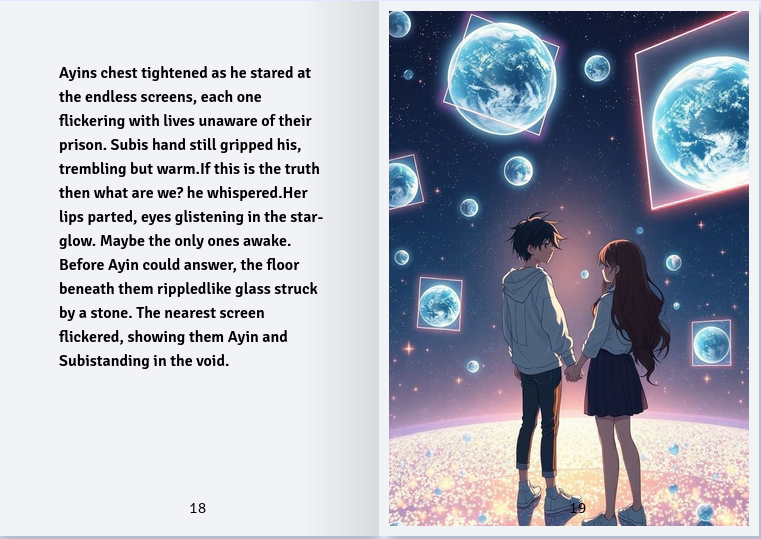 Ayins chest tightened as he stared at
the endless screens, each one
flickering with lives unaware of their
prison. Subis hand still gripped his,
trembling but warm.If this is the truth
then what are we? he whispered.Her
lips parted, eyes glistening in the star-
glow. Maybe the only ones awake.
Before Ayin could answer, the floor
beneath them rippledlike glass struck
by a stone. The nearest screen
flickered, showing them Ayin and
Subistanding in the void.
18
19